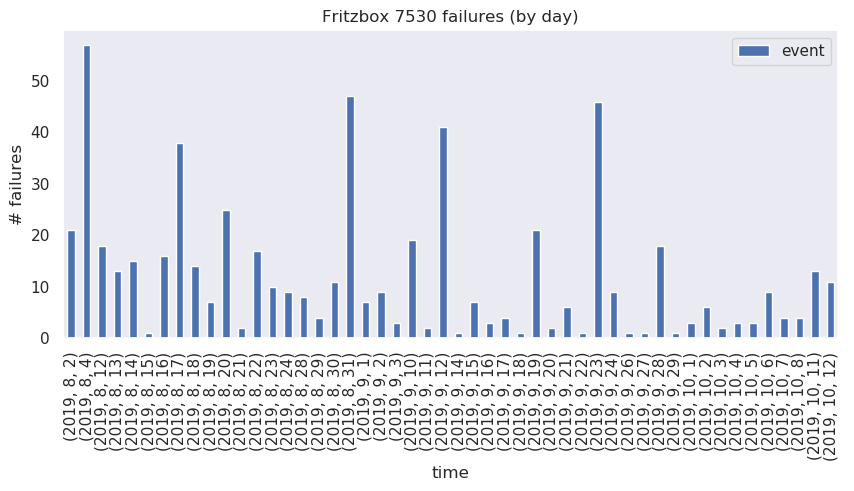 Fritzbox 7530 failures (by day)
event
# failures
50
40
30
20
10
0
(2019, 8, 2)
(2019, 8, 4)
(2019, 8, 12)
(2019, 8, 13)
(2019, 8, 14)
(2019, 8, 15)
(2019, 8, 16)
(2019, 8, 17)
(2019, 8, 18)
(2019, 8, 19)
(2019, 8, 20)
(2019, 8, 21)
(2019, 8, 22)
(2019, 8, 23)
(2019, 8, 24)
(2019, 8, 28)
(2019, 8, 29)
(2019, 8, 30)
(2019, 8, 31)
(2019, 9, 1)
(2019, 9, 2)
(2019, 9, 3)
(2019, 9, 10)
(2019, 9, 11)
(2019, 9, 12)
(2019, 9, 14)
(2019, 9, 15)
(2019, 9, 16)
(2019, 9, 17)
(2019, 9, 18)
(2019, 9, 19)
(2019, 9, 20)
(2019, 9, 21)
(2019, 9, 22)
(2019, 9, 23)
(2019, 9, 24)
(2019, 9, 26)
(2019, 9, 27)
(2019, 9, 28)
(2019, 9, 29)
(2019, 10, 1)
(2019, 10, 2)
(2019, 10, 3)
(2019, 10, 4)
(2019, 10, 5)
(2019, 10, 6)
(2019, 10, 7)
(2019, 10, 8)
(2019, 10, 11)
(2019, 10, 12)
time